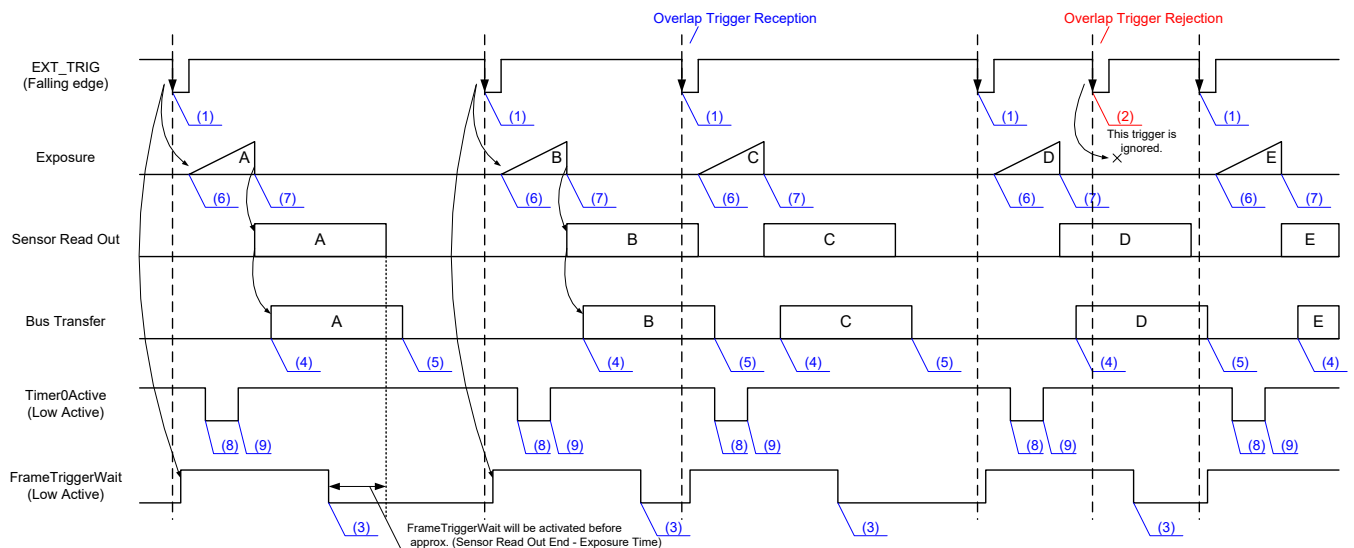 Overlap Trigger Reception
Overlap Trigger Rejection
EXT_TRIG
(Falling edge)
(1)
(1)
(1)
(1)
(2)
(1)
This trigger is
ignored.
Exposure
A
B
C
D
E
(6)
(7)
(6)
(7)
(6)
(7)
(6)
(7)
(6)
(7)
Sensor Read Out
A
B
C
D
E
Bus Transfer
A
B
C
D
E
(4)
(5)
(4)
(5)
(4)
(5)
(4)
(5)
(4)
Timer0Active
(Low Active)
(8)
(9)
(8)
(9)
(8)
(9)
(8)
(9)
(8)
(9)
FrameTriggerWait
(Low Active)
(3)
(3)
(3)
(3)
FrameTriggerWait will be activated before
approx. (Sensor Read Out End - Exposure Time)